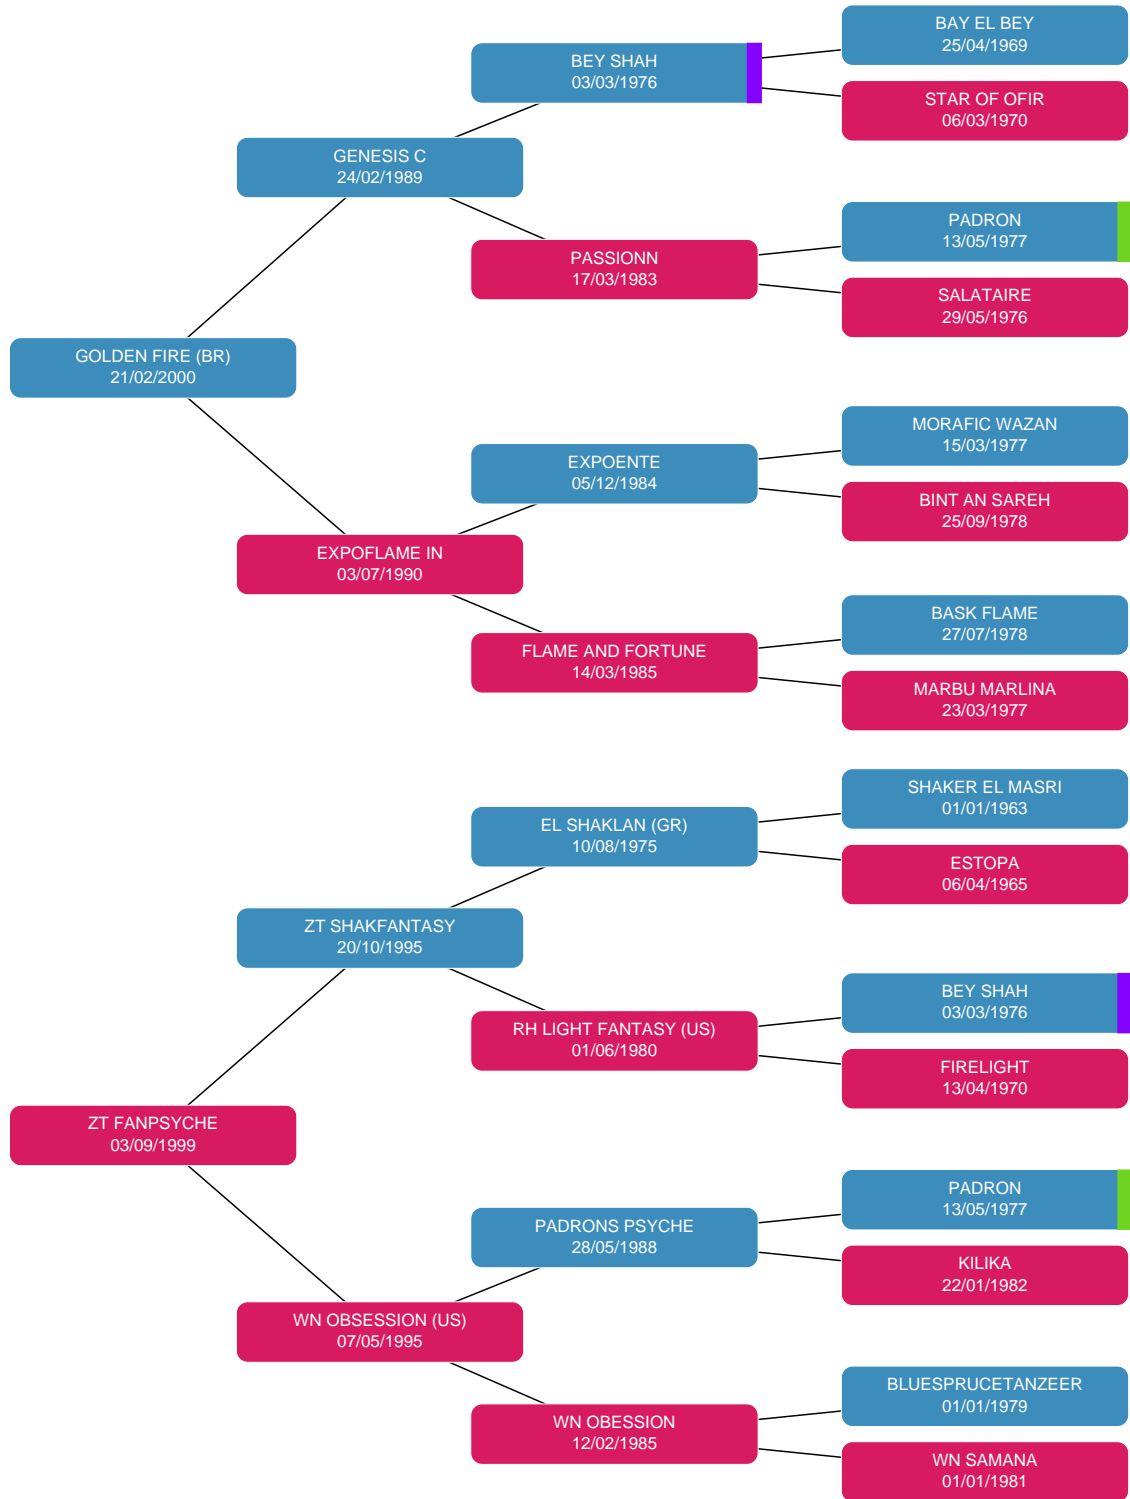 BAY EL BEY
25/04/1969
BEY SHAH
03/03/1976
STAR OF OFIR
06/03/1970
GENESIS C
24/02/1989
PADRON
13/05/1977
PASSIONN
17/03/1983
SALATAIRE
29/05/1976
GOLDEN FIRE (BR)
21/02/2000
MORAFIC WAZAN
15/03/1977
EXPOENTE
05/12/1984
BINT AN SAREH
25/09/1978
EXPOFLAME IN
03/07/1990
BASK FLAME
27/07/1978
FLAME AND FORTUNE
14/03/1985
MARBU MARLINA
23/03/1977
SHAKER EL MASRI
01/01/1963
EL SHAKLAN (GR)
10/08/1975
ESTOPA
06/04/1965
ZT SHAKFANTASY
20/10/1995
BEY SHAH
03/03/1976
RH LIGHT FANTASY (US)
01/06/1980
FIRELIGHT
13/04/1970
ZT FANPSYCHE
03/09/1999
PADRON
13/05/1977
PADRONS PSYCHE
28/05/1988
KILIKA
22/01/1982
WN OBSESSION (US)
07/05/1995
BLUESPRUCETANZEER
01/01/1979
WN OBESSION
12/02/1985
WN SAMANA
01/01/1981